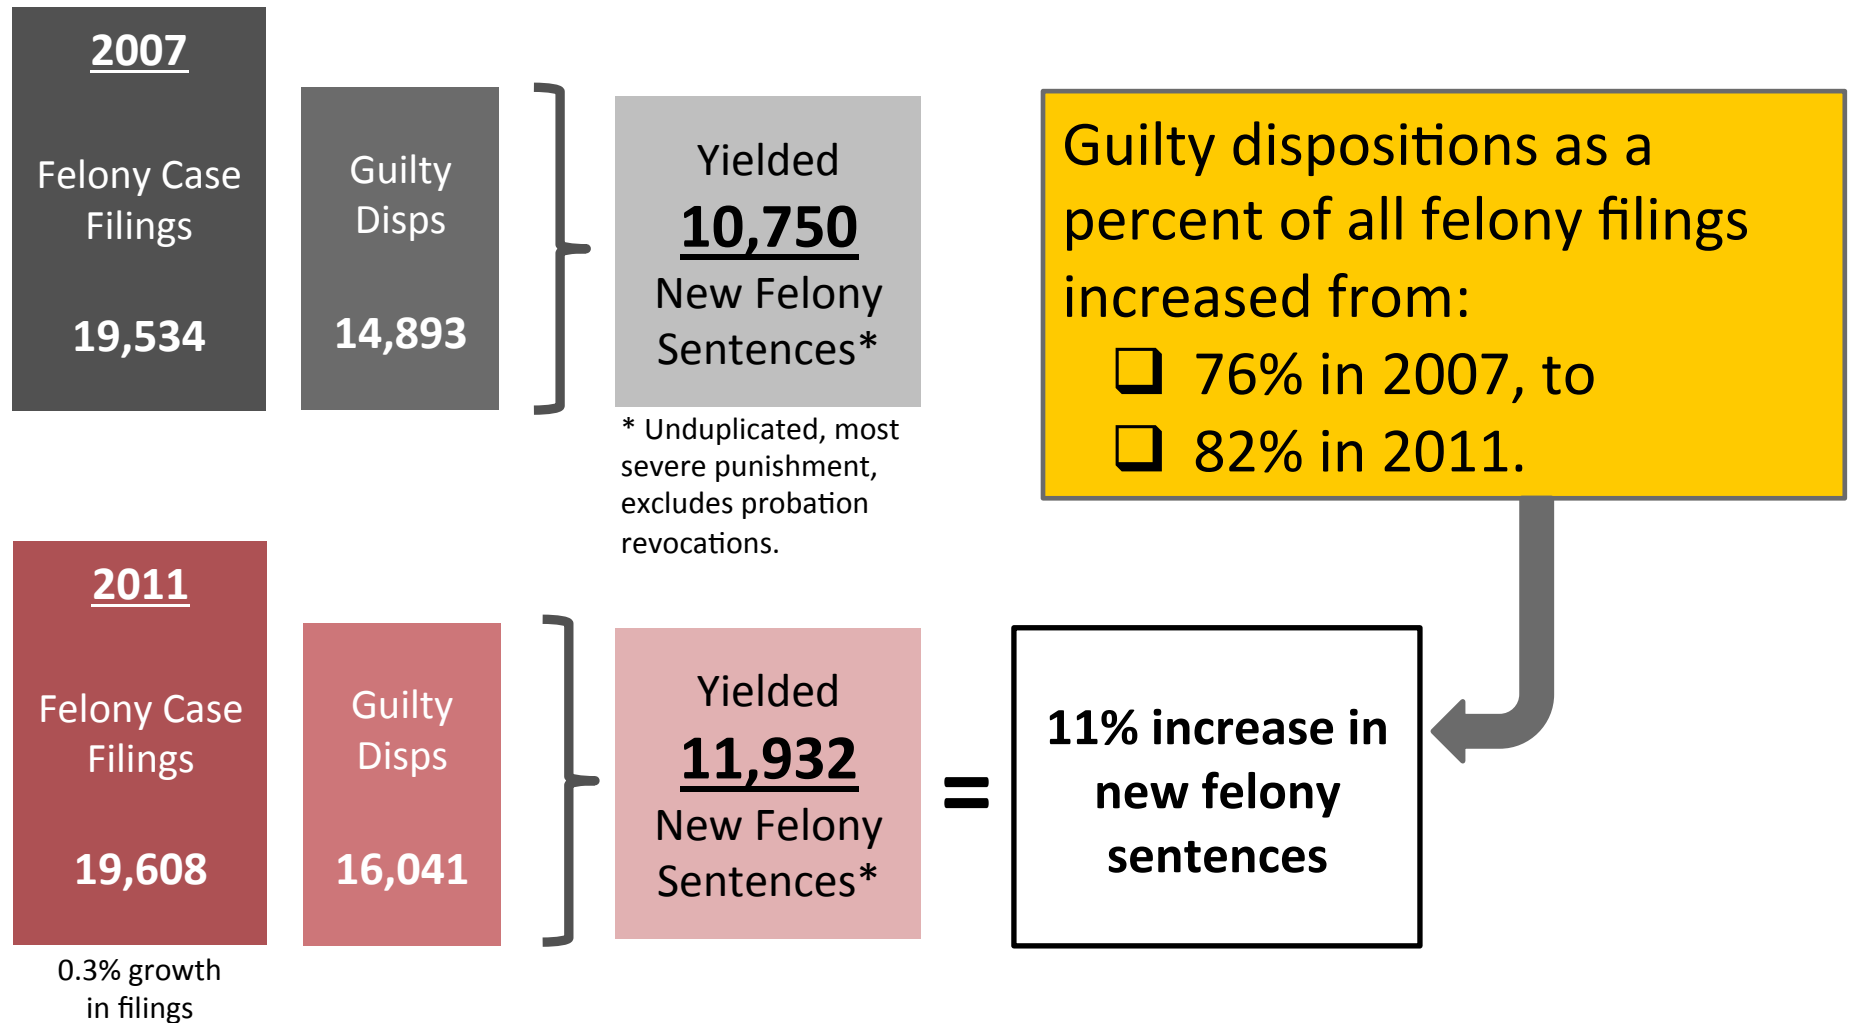 2007
Felony Case
Filings
19,534
Guilty
Disps
14,893
Yielded
10,750
New Felony
Sentences*
* Unduplicated, most
severe punishment,
excludes probation
revocations.
Guilty dispositions as a
percent of all felony filings
increased from:
❑ 76% in 2007, to
❑ 82% in 2011.
2011
Felony Case
Filings
19,608
0.3% growth
in filings
Guilty
Disps
16,041
Yielded
11,932
New Felony
Sentences*
=
11% increase in
new felony
sentences